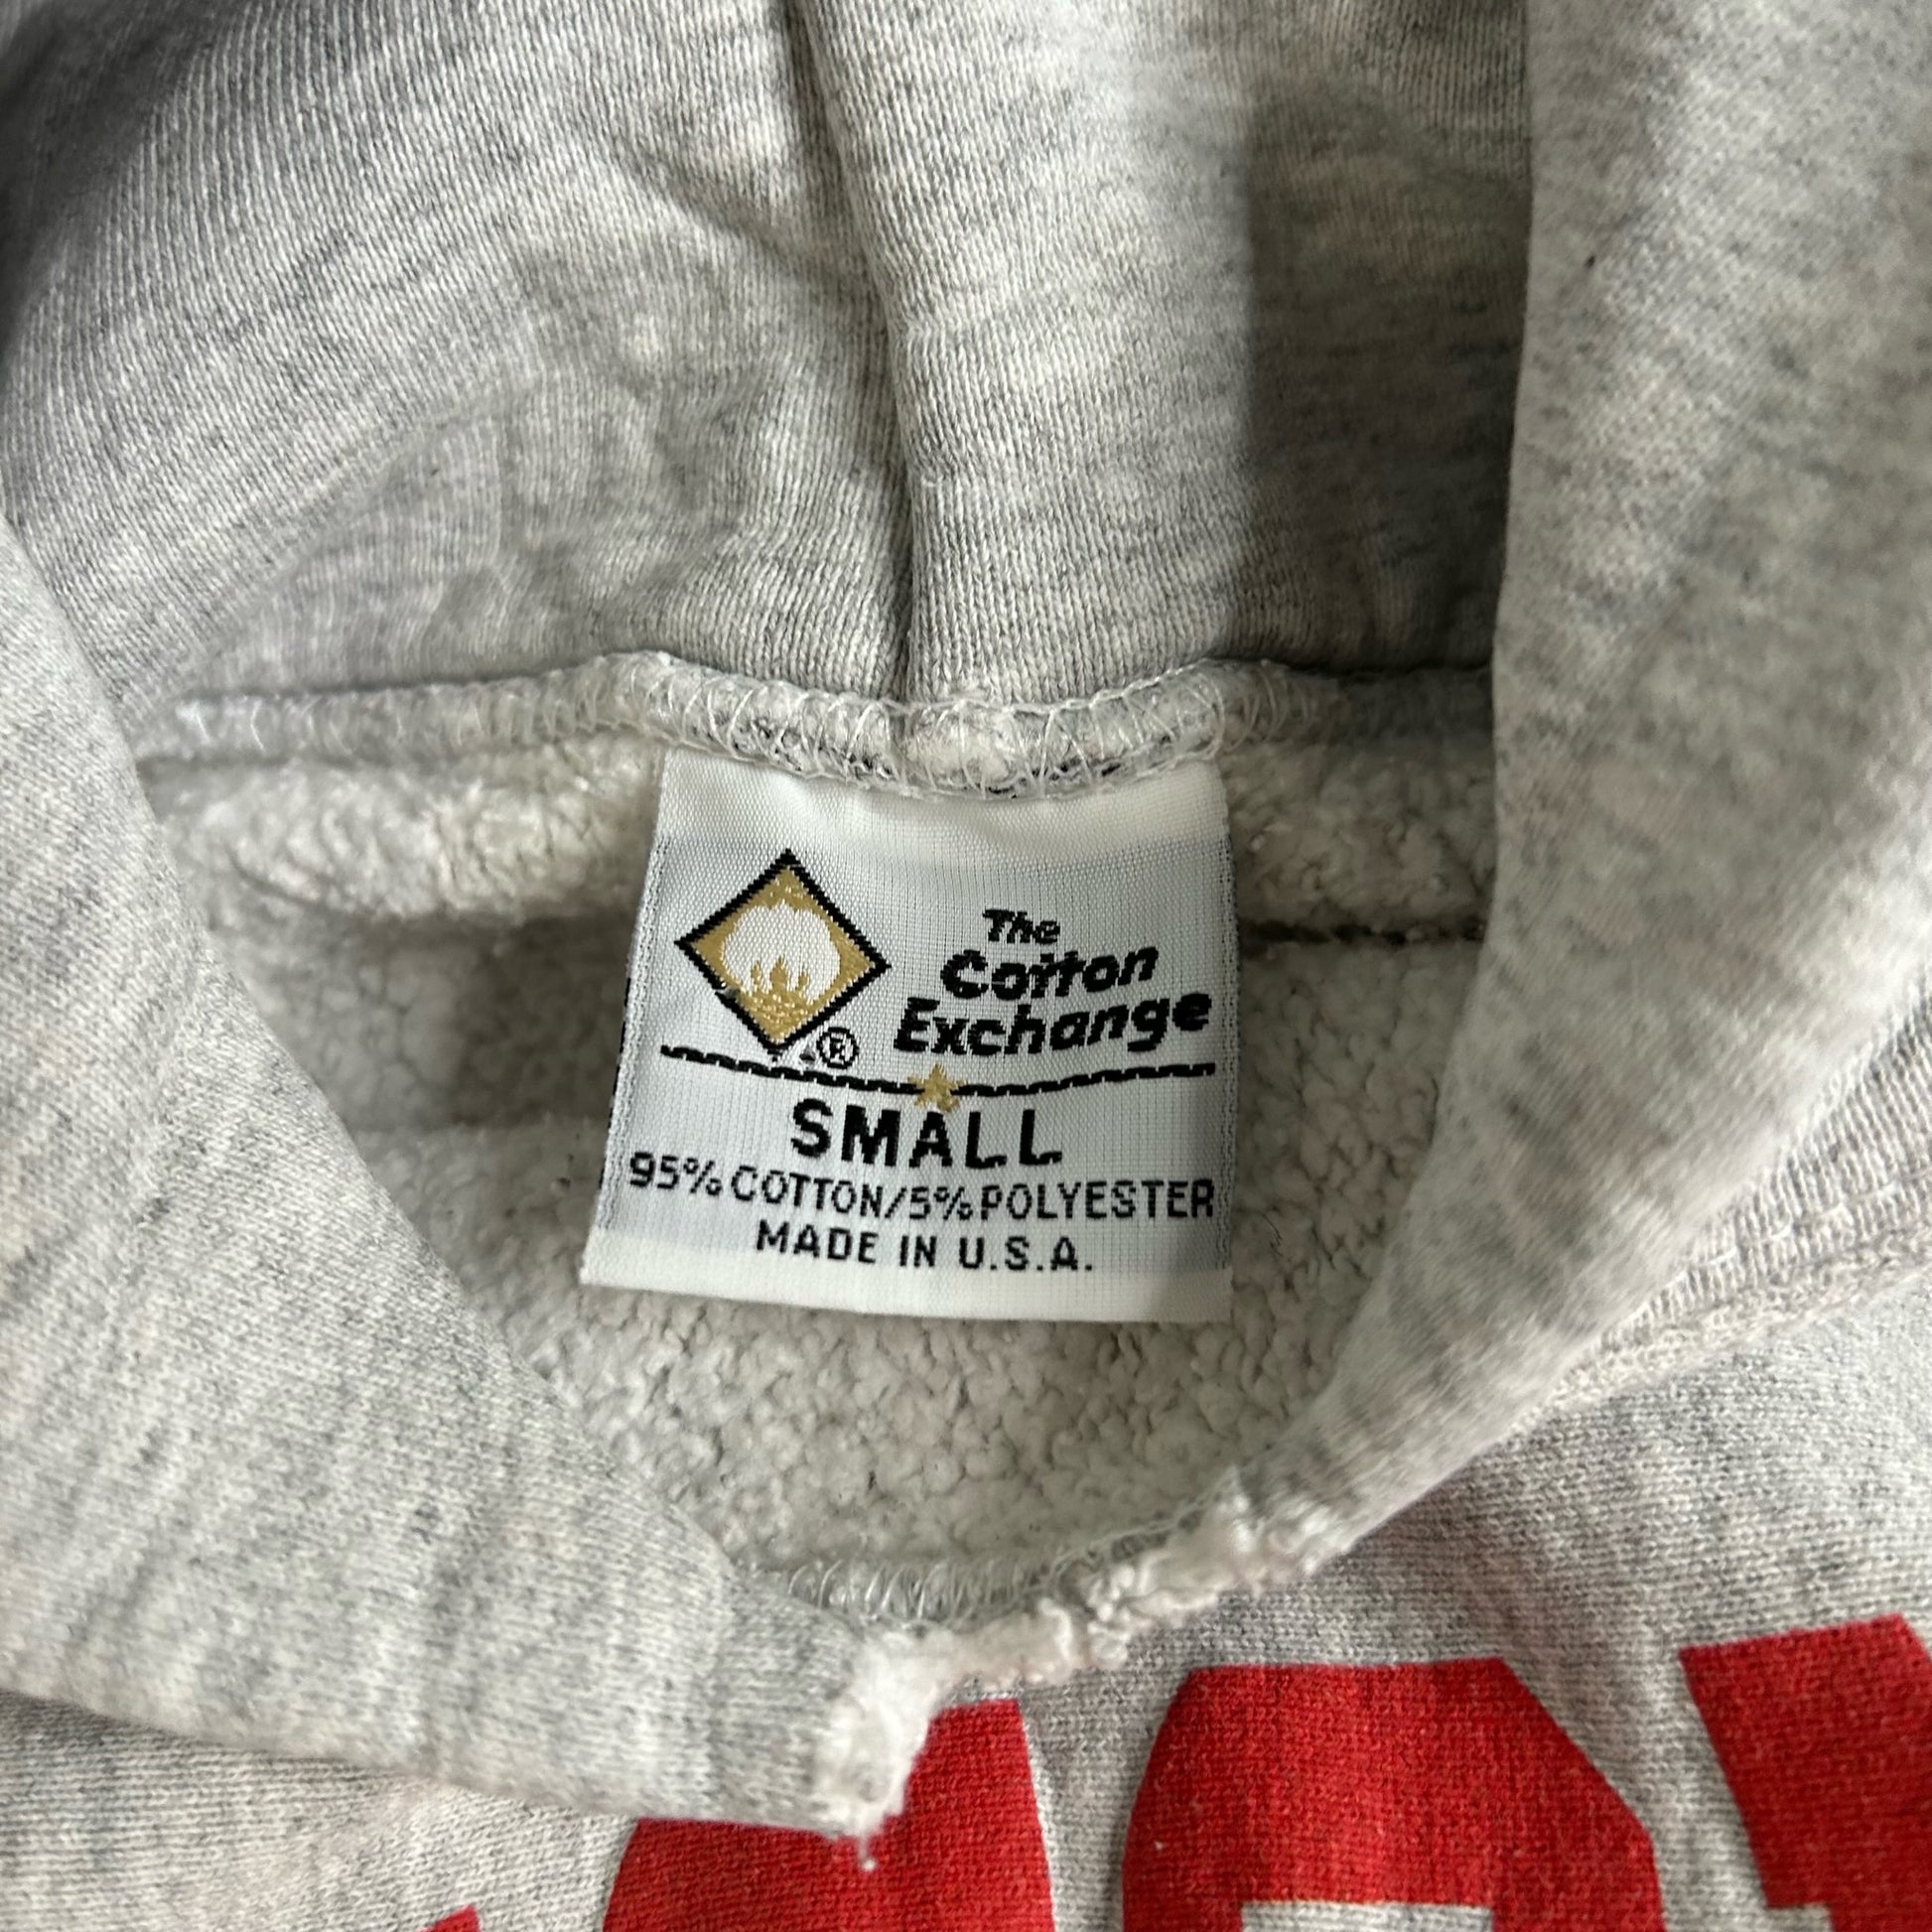 The
Cotton
Exchange
®
SMALL
95% COTTON/5% POLYESTER
MADE IN U.S.A.